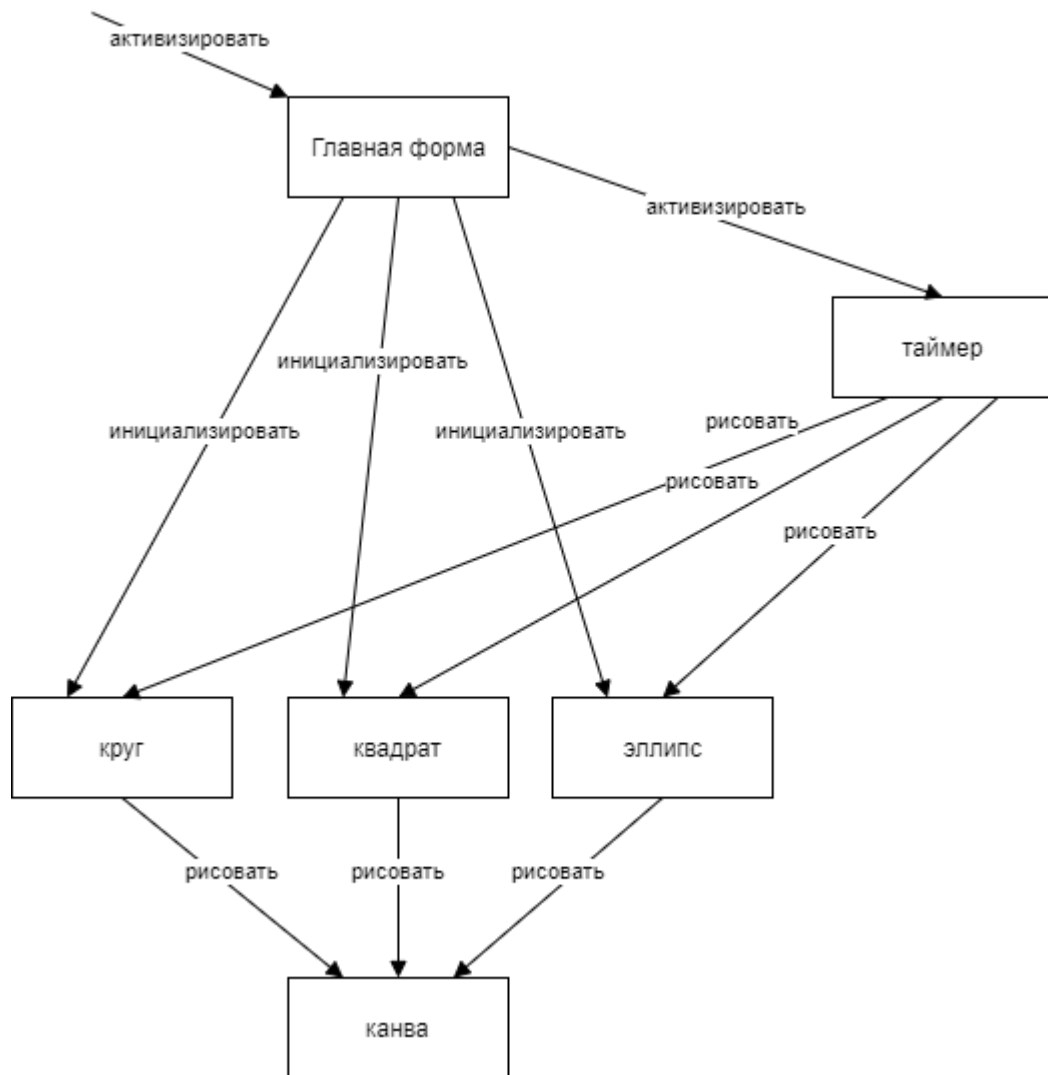 активизировать
Главная форма
активизировать
таймер
инициализировать
рисовать
инициализировать
инициализировать
рисовать
рисовать
круг
квадрат
эллипс
рисовать
рисовать
рисовать
канва